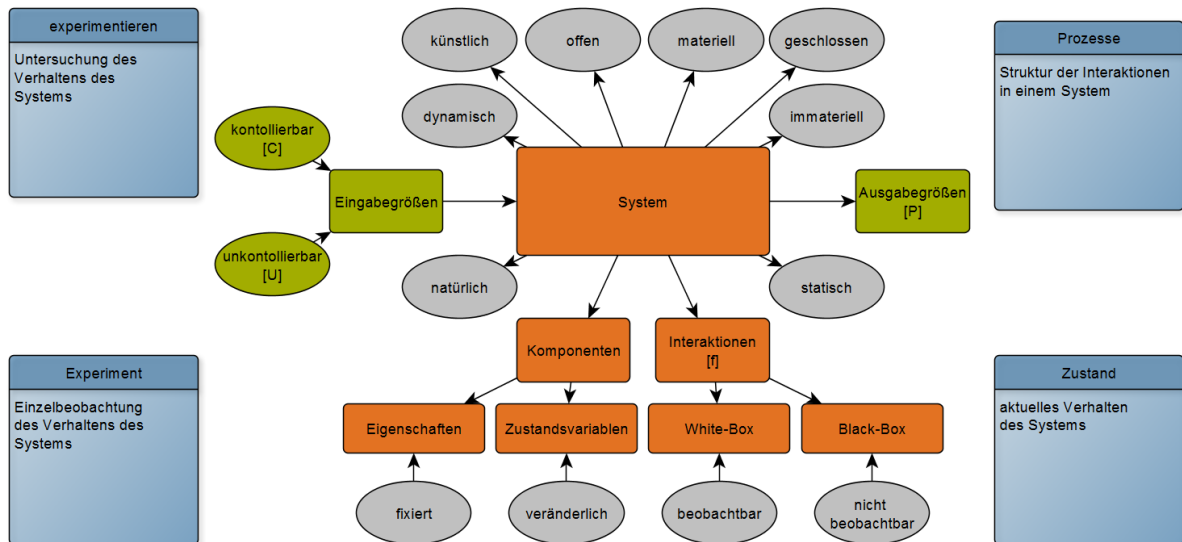 experimentieren
Untersuchung des
Verhaltens des
Systems
künstlich
offen
materiell
geschlossen
Prozesse
Struktur der Interaktionen
in einem System
kontollierbar
[C]
dynamisch
immateriell
Eingabegrößen
System
Ausgabegrößen
[P]
unkontollierbar
[U]
natürlich
statisch
Komponenten
Interaktionen
[f]
Experiment
Einzelbeobachtung
des Verhaltens des
Systems
Zustand
aktuelles Verhalten
des Systems
Eigenschaften
Zustandsvariablen
White-Box
Black-Box
fixiert
veränderlich
beobachtbar
nicht
beobachtbar